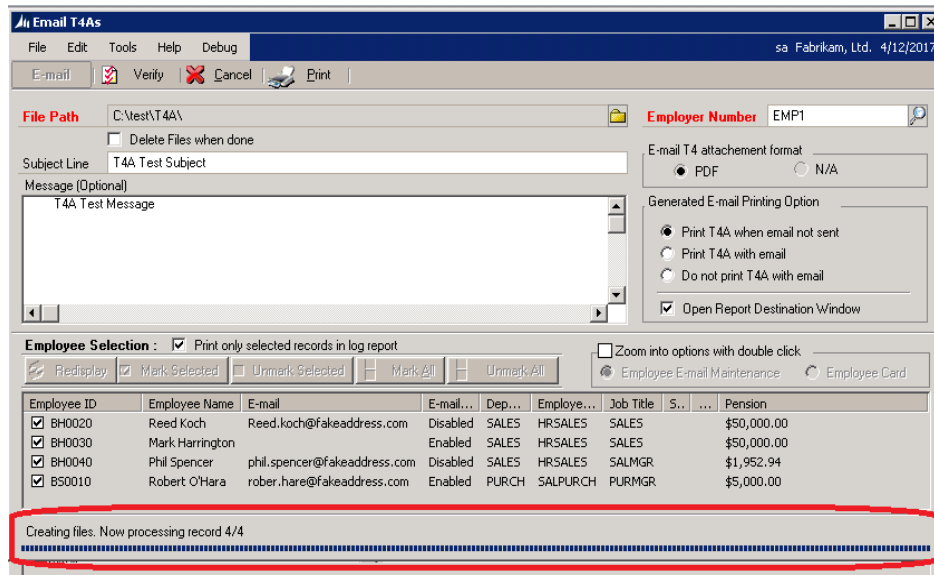 Email T4As
File Edit Tools Help Debug sa Fabrikam, Ltd. 4/12/2017
E-mail Verify Cancel Print
File Path C:\test\T4A\ Employer Number EMP1
Delete Files when done
Subject Line T4A Test Subject
E-mail T4 attachement format
PDF N/A
Message (Optional)
T4A Test Message
Generated E-mail Printing Option
Print T4A when email not sent
Print T4A with email
Do not print T4A with email
Open Report Destination Window
Employee Selection : Print only selected records in log report
Zoom into options with double click
Redisplay Mark Selected Unmark Selected Mark All Unmark All
Employee E-mail Maintenance Employee Card
Employee ID Employee Name E-mail E-mail... Dep... Employe... Job Title S.. ... Pension
BH0020 Reed Koch Reed.koch@fakeaddress.com Disabled SALES HRSALES SALES $50,000.00
BH0030 Mark Harrington Enabled SALES HRSALES SALES $50,000.00
BH0040 Phil Spencer phil.spencer@fakeaddress.com Disabled SALES HRSALES SALMGR $1,952.94
BS0010 Robert O'Hara rober.hare@fakeaddress.com Enabled PURCH SALPURCH PURMGR $5,000.00
Creating files. Now processing record 4/4